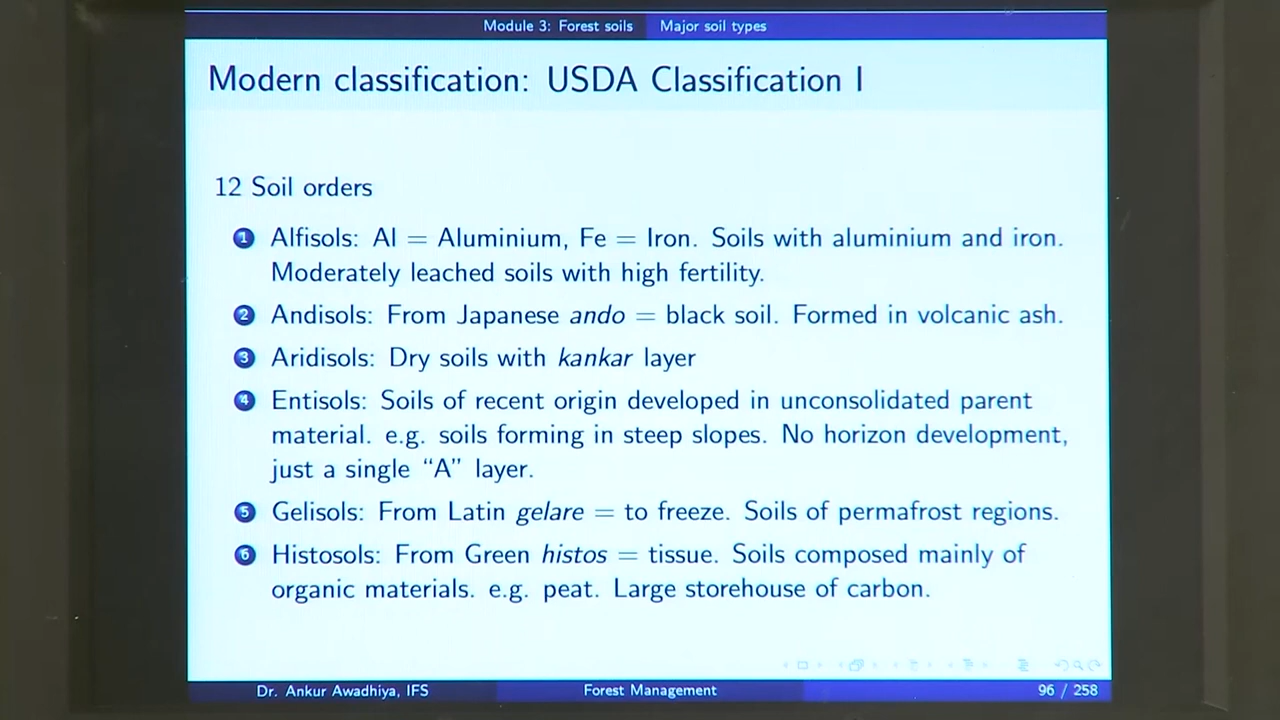 Module 3: Forest soils Major soil types
Modern classification: USDA Classification I
12 Soil orders
1 Alfisols: Al = Aluminium, Fe = Iron. Soils with aluminium and iron.
Moderately leached soils with high fertility.
2 Andisols: From Japanese ando = black soil. Formed in volcanic ash.
3 Aridisols: Dry soils with kankar layer
4 Entisols: Soils of recent origin developed in unconsolidated parent
material. e.g. soils forming in steep slopes. No horizon development,
just a single “A” layer.
5 Gelisols: From Latin gelare = to freeze. Soils of permafrost regions.
6 Histosols: From Green histos = tissue. Soils composed mainly of
organic materials. e.g. peat. Large storehouse of carbon.
Dr. Ankur Awadhiya, IFS Forest Management 96 / 258